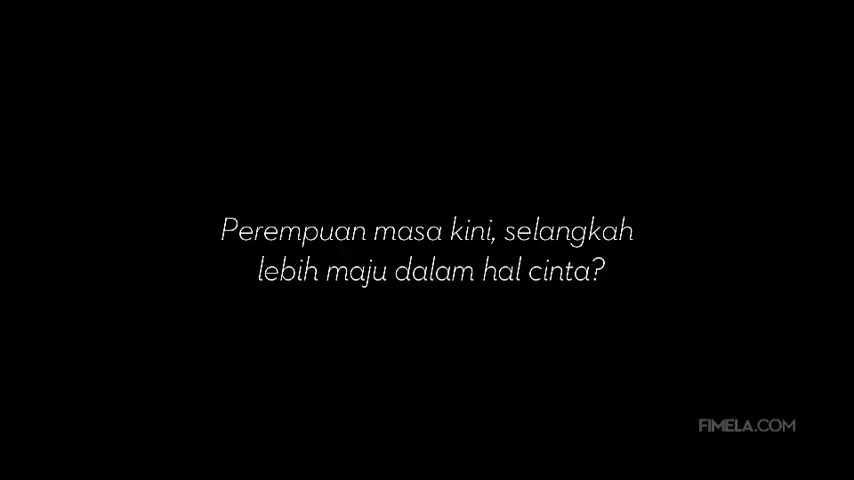 Perempuan masa kini, selangkah
lebih maju dalam hal cinta?
FIMELA.COM